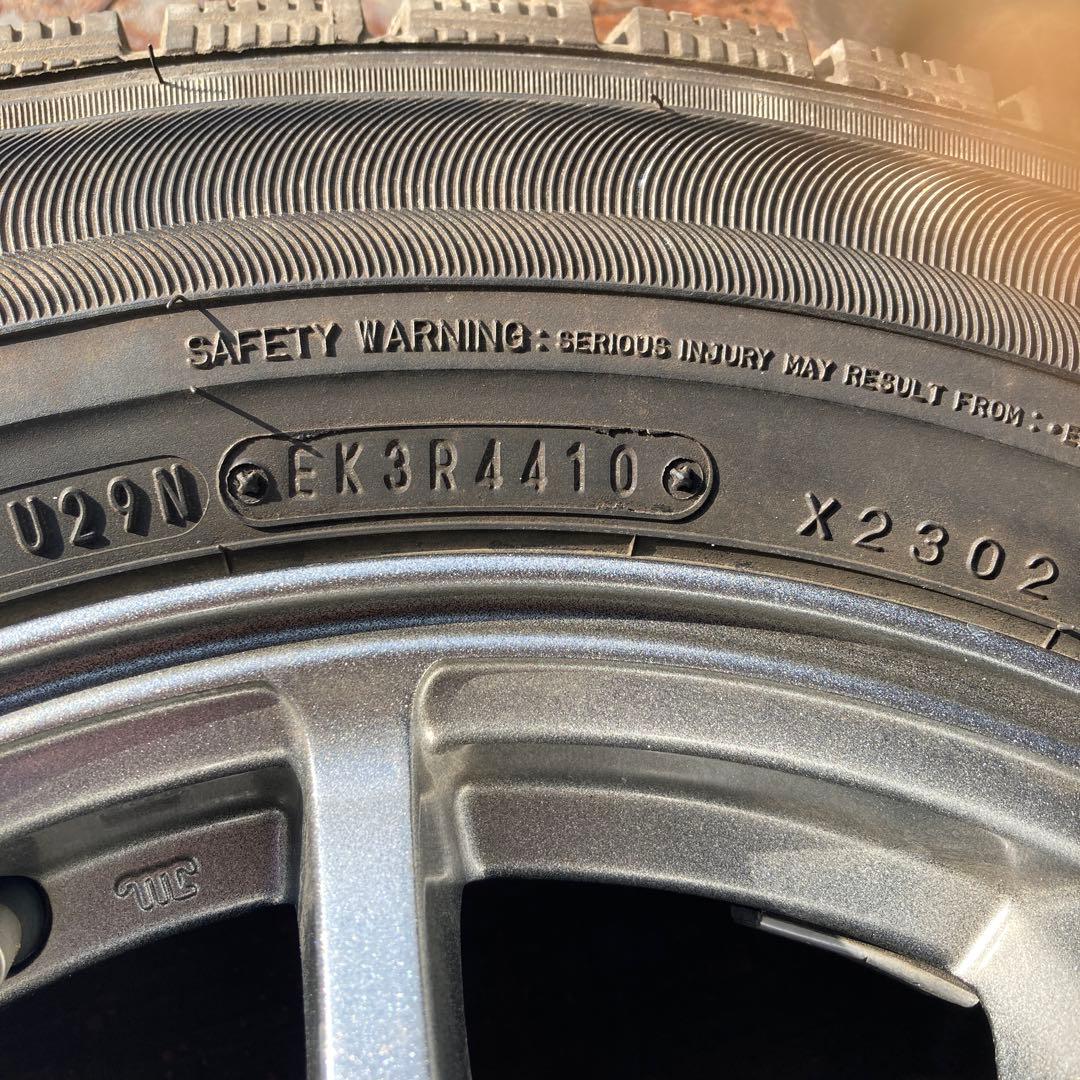 SAFETY WARNING: SERIOUS INJURY MAY RESULT FROM: •E
U29N
EK3R4410
X2302